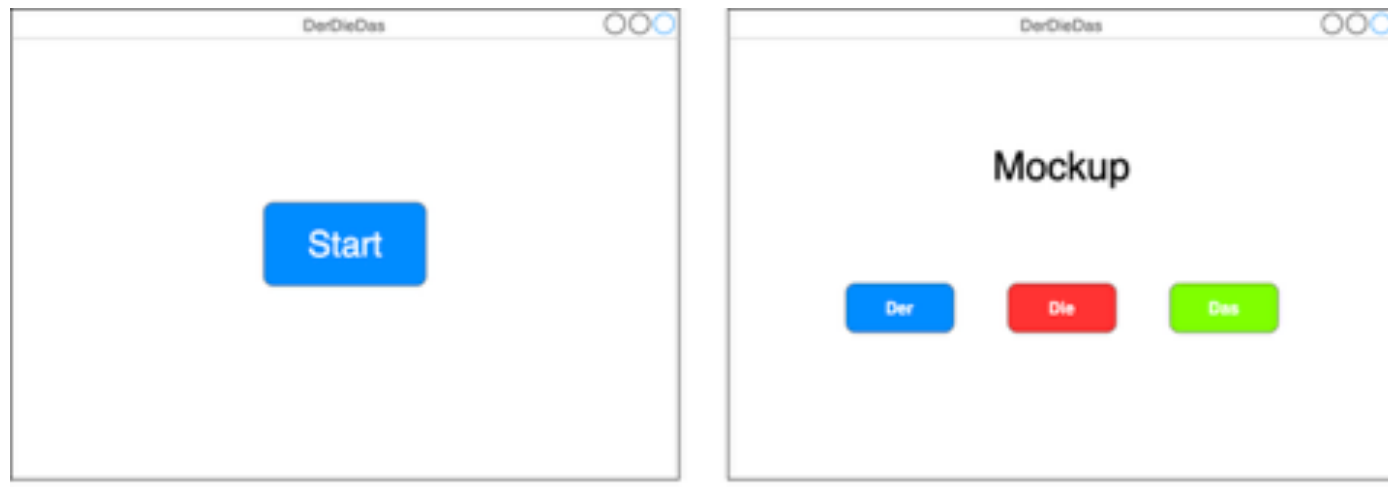 DerDieDas
Start
DerDieDas
Mockup
Der Die Das